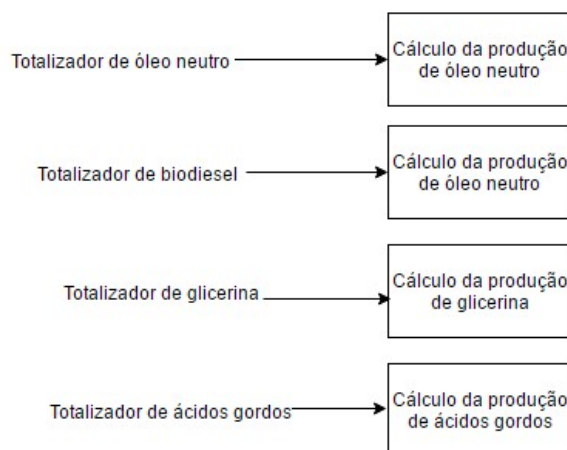 Totalizador de óleo neutro
Cálculo da produção
de óleo neutro
Totalizador de biodiesel
Cálculo da produção
de óleo neutro
Totalizador de glicerina
Cálculo da produção
de glicerina
Totalizador de ácidos gordos
Cálculo da produção
de ácidos gordos